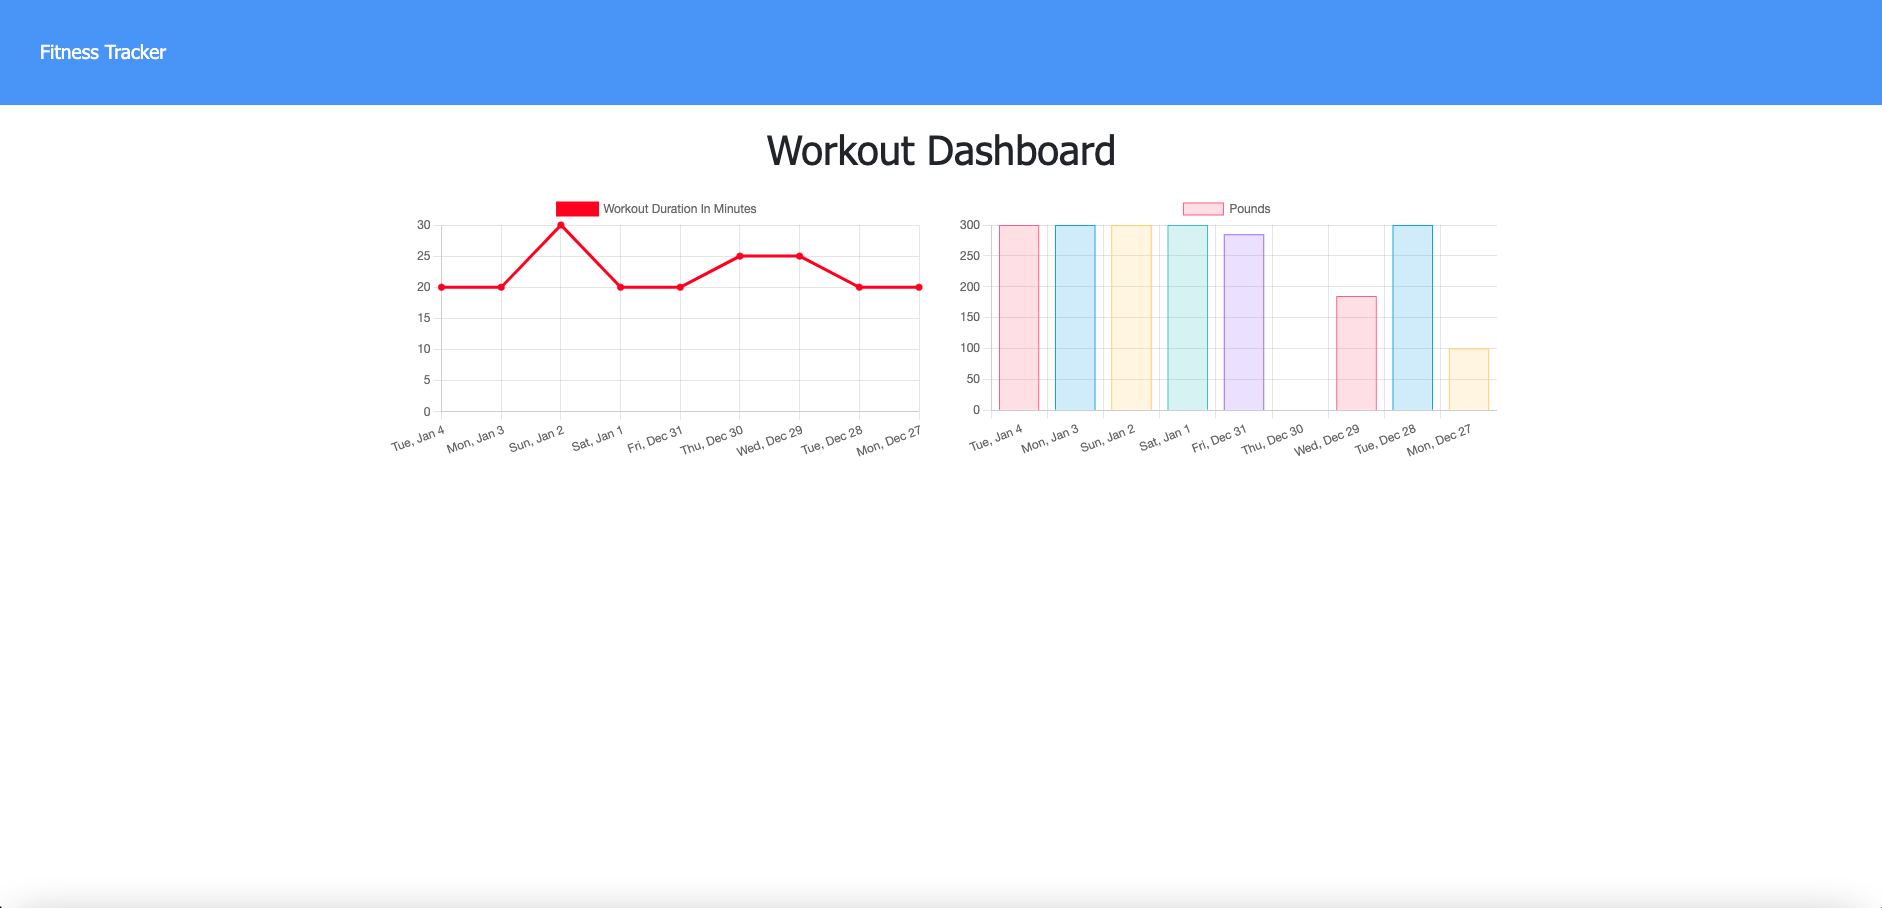 Fitness Tracker
Workout Dashboard
Workout Duration In Minutes
30
25
20
15
10
5
0
Tue, Jan 4
Mon, Jan 3
Sun, Jan 2
Sat, Jan 1
Fri, Dec 31
Thu, Dec 30
Wed, Dec 29
Tue, Dec 28
Mon, Dec 27
Pounds
300
250
200
150
100
50
0
Tue, Jan 4
Mon, Jan 3
Sun, Jan 2
Sat, Jan 1
Fri, Dec 31
Thu, Dec 30
Wed, Dec 29
Tue, Dec 28
Mon, Dec 27